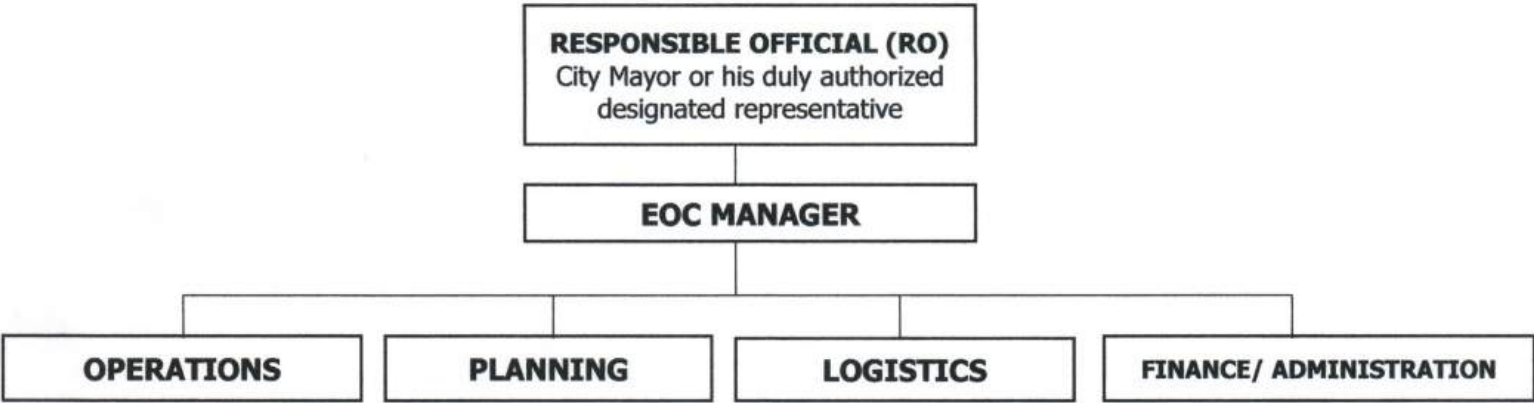 RESPONSIBLE OFFICIAL (RO)
City Mayor or his duly authorized
designated representative
EOC MANAGER
OPERATIONS
PLANNING
LOGISTICS
FINANCE/ ADMINISTRATION